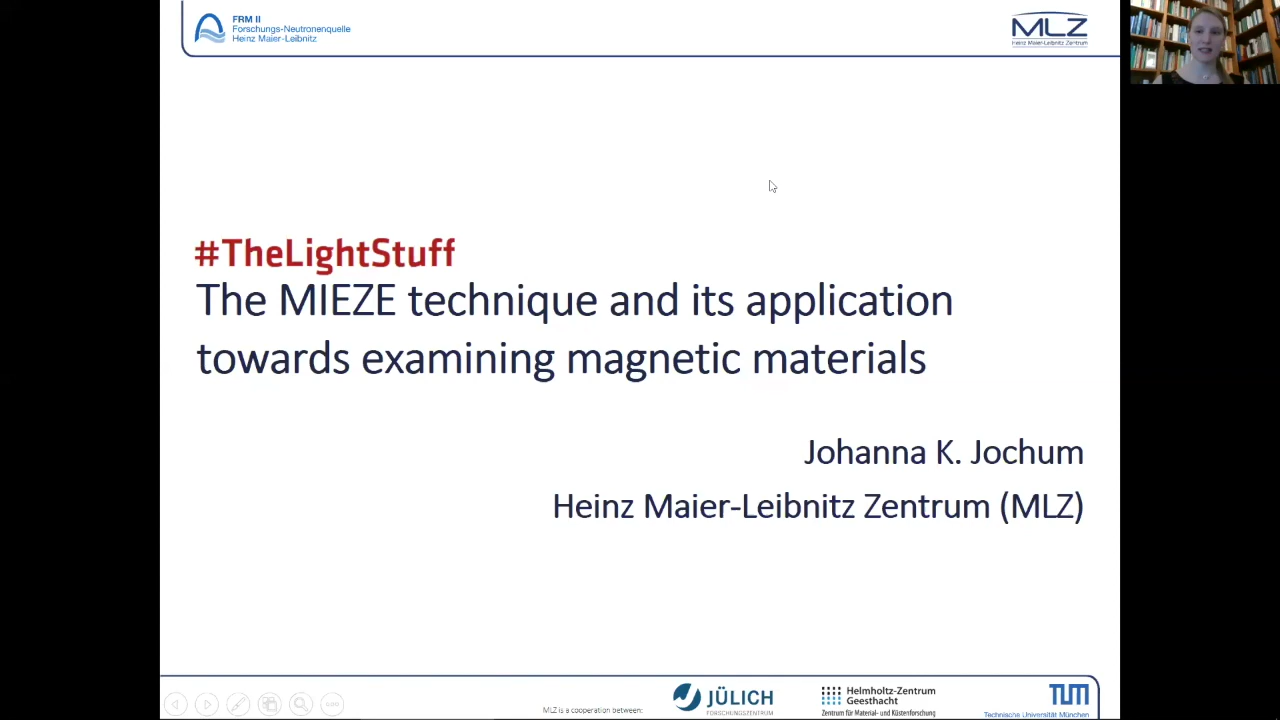 FRM II
Forschungs-Neutronenquelle
Heinz Maier-Leibnitz
MLZ
Heinz Maier-Leibnitz Zentrum
#TheLightStuff
The MIEZE technique and its application
towards examining magnetic materials
Johanna K. Jochum
Heinz Maier-Leibnitz Zentrum (MLZ)
MLZ is a cooperation between:
JÜLICH
FORSCHUNGSZENTRUM
Helmholtz-Zentrum
Geesthacht
Zentrum für Material- und Küstenforschung
TUM
Technische Universität München